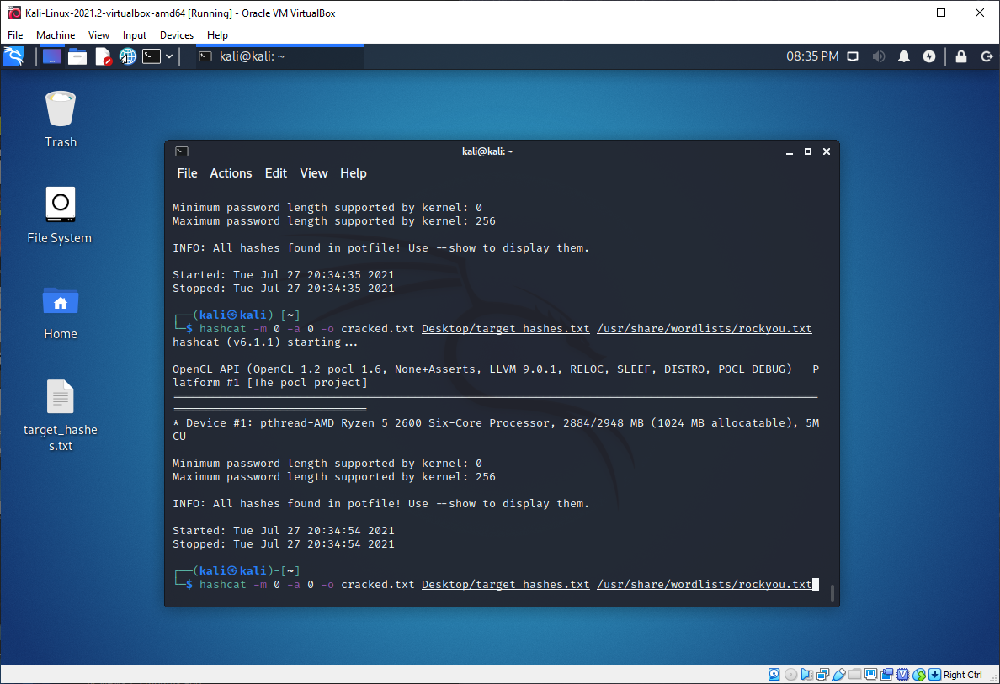 Kali-Linux-2021.2-virtualbox-amd64 [Running] - Oracle VM VirtualBox
File Machine View Input Devices Help
kali@kali: ~
08:35 PM
Trash
File System
Home
target_hashe
s.txt
kali@kali: ~
File Actions Edit View Help
Minimum password length supported by kernel: 0
Maximum password length supported by kernel: 256
INFO: All hashes found in potfile! Use --show to display them.
Started: Tue Jul 27 20:34:35 2021
Stopped: Tue Jul 27 20:34:35 2021
┌──(kali㉿kali)-[~]
└─$ hashcat -m 0 -a 0 -o cracked.txt Desktop/target_hashes.txt /usr/share/wordlists/rockyou.txt
hashcat (v6.1.1) starting...
OpenCL API (OpenCL 1.2 pocl 1.6, None+Asserts, LLVM 9.0.1, RELOC, SLEEF, DISTRO, POCL_DEBUG) - P
latform #1 [The pocl project]
* Device #1: pthread-AMD Ryzen 5 2600 Six-Core Processor, 2884/2948 MB (1024 MB allocatable), 5M
CU
Minimum password length supported by kernel: 0
Maximum password length supported by kernel: 256
INFO: All hashes found in potfile! Use --show to display them.
Started: Tue Jul 27 20:34:54 2021
Stopped: Tue Jul 27 20:34:54 2021
┌──(kali㉿kali)-[~]
└─$ hashcat -m 0 -a 0 -o cracked.txt Desktop/target_hashes.txt /usr/share/wordlists/rockyou.txt
Right Ctrl